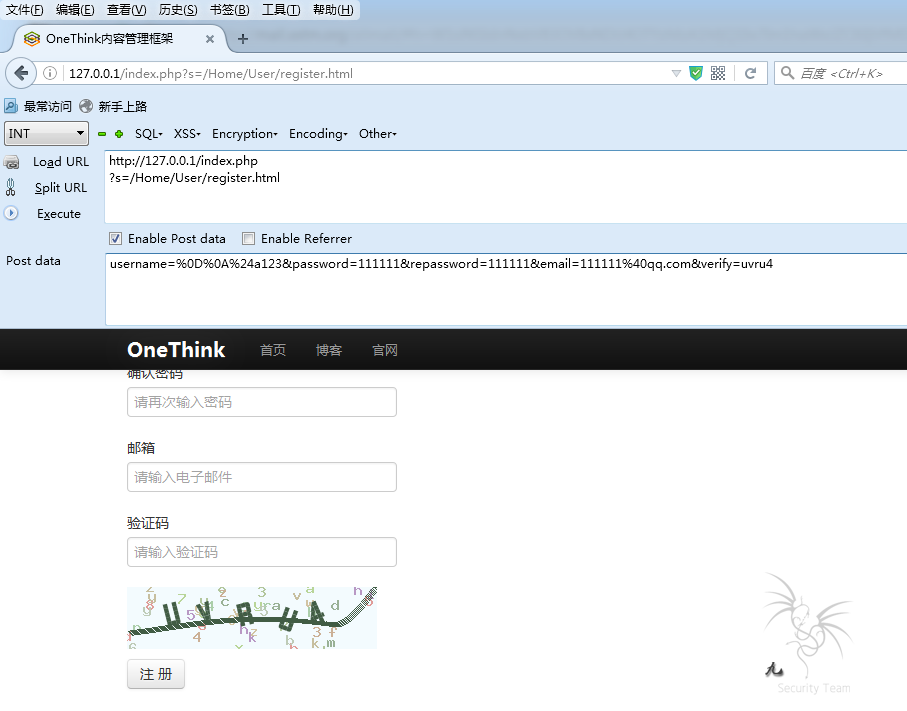 文件(F) 编辑(E) 查看(V) 历史(S) 书签(B) 工具(T) 帮助(H)
OneThink内容管理框架 × +
127.0.0.1/index.php?s=/Home/User/register.html
百度 <Ctrl+K>
最常访问 新手上路
INT SQL XSS Encryption Encoding Other
Load URL
Split URL
Execute
http://127.0.0.1/index.php
?s=/Home/User/register.html
Enable Post data Enable Referrer
Post data
username=%0D%0A%24a123&password=111111&repassword=111111&email=111111%40qq.com&verify=uvru4
OneThink 首页 博客 官网
确认密码
请再次输入密码
邮箱
请输入电子邮件
验证码
请输入验证码
注 册
九
Security Team